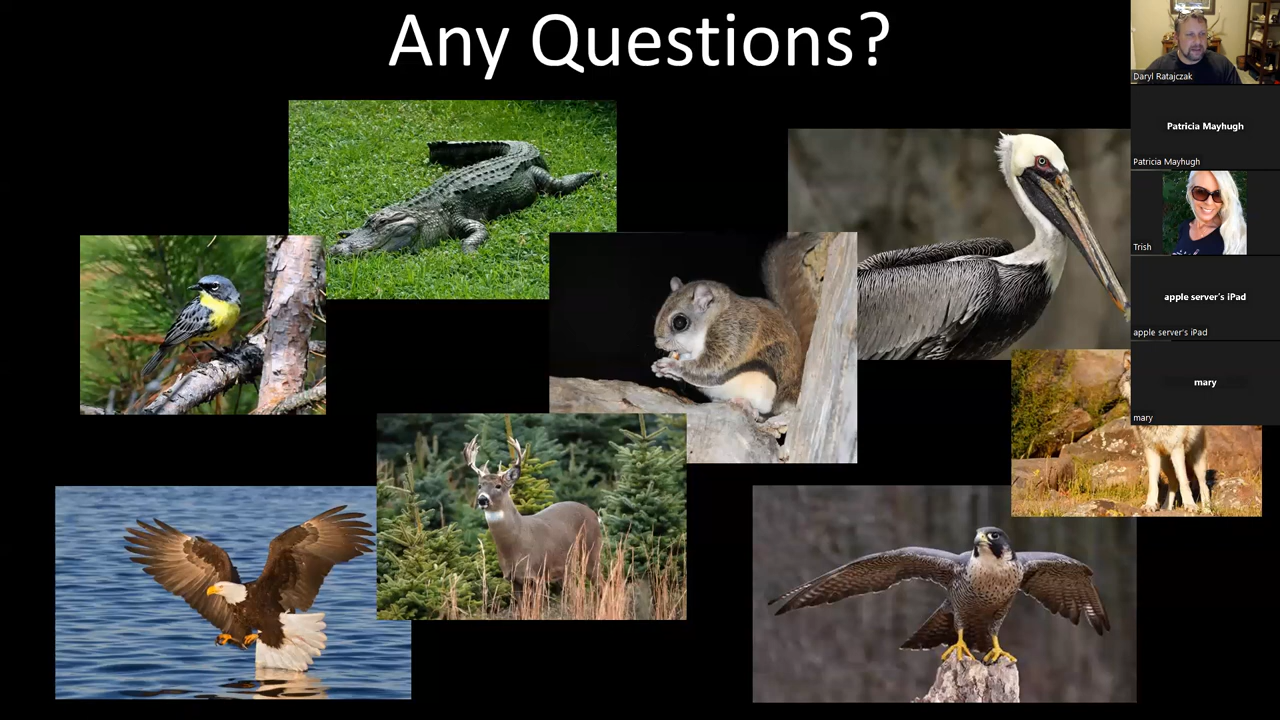 Any Questions?
Daryl Ratajczak
Patricia Mayhugh
Patricia Mayhugh
Trish
apple server's iPad
apple server's iPad
mary
mary